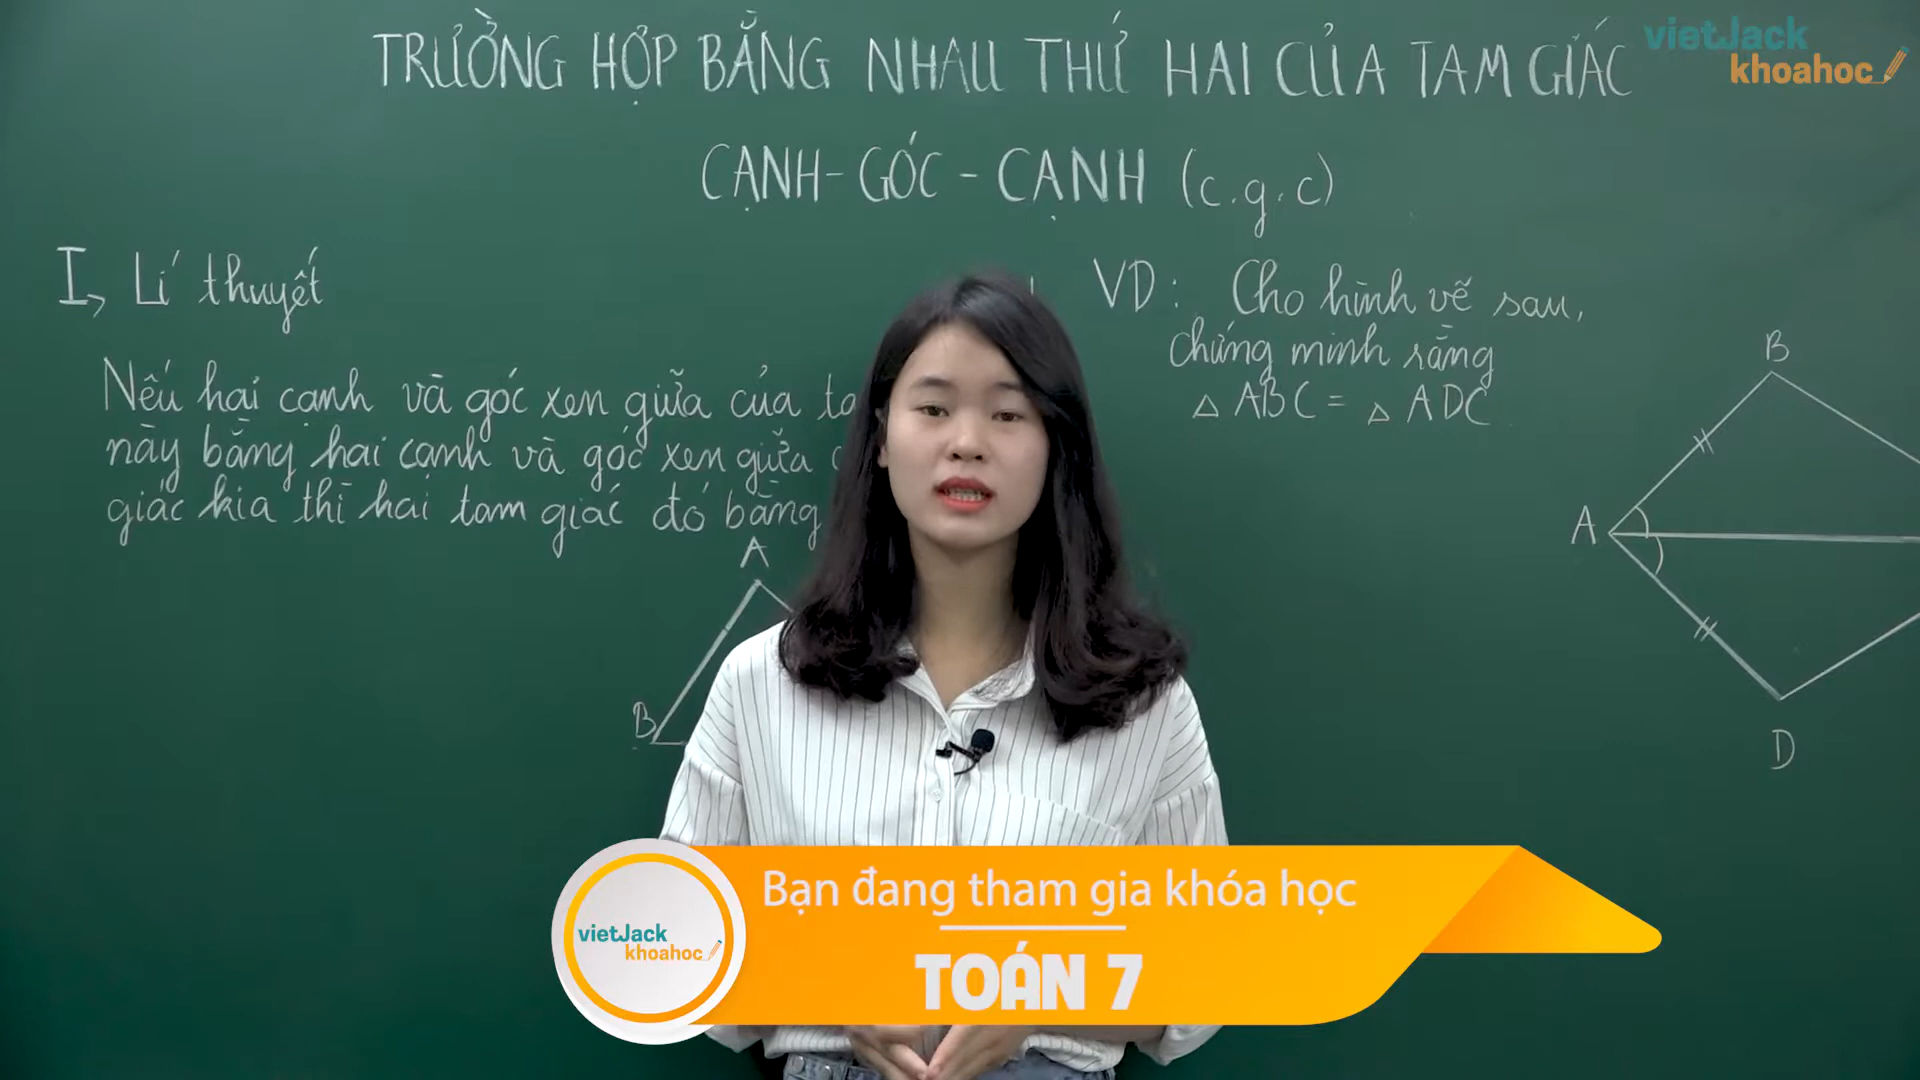 TRƯỜNG HỢP BẰNG NHAU THỨ HAI CỦA TAM GIÁC
vietJack
khoahoc
CẠNH - GÓC - CẠNH (c.g.c)
I, Lí thuyết
Nếu hai cạnh và góc xen giữa của ta
này bằng hai cạnh và góc xen giữa c
giác kia thì hai tam giác đó bằng
A
B
VD: Cho hình vẽ sau,
chứng minh rằng
△ ABC = △ ADC
B
A
D
Bạn đang tham gia khóa học
TOÁN 7
vietJack
khoahoc